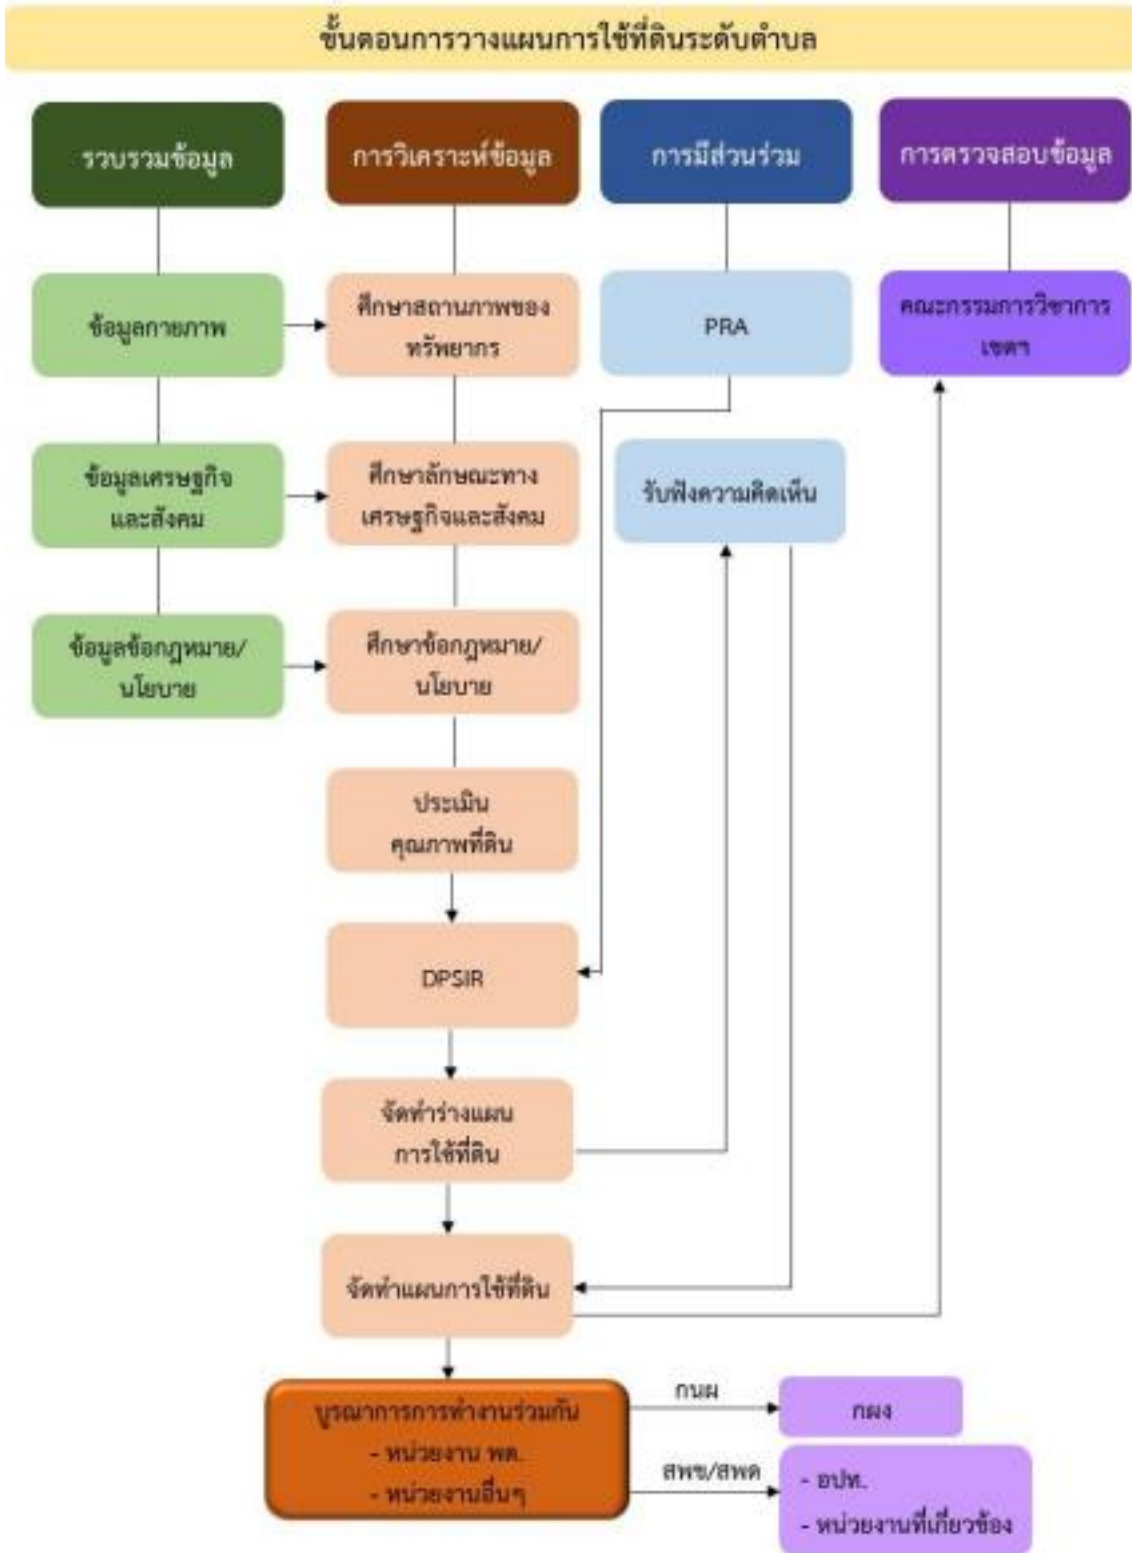 ขั้นตอนการวางแผนการใช้ที่ดินระดับตำบล
รวบรวมข้อมูล
การวิเคราะห์ข้อมูล
การมีส่วนร่วม
การตรวจสอบข้อมูล
ข้อมูลกายภาพ
ศึกษาสถานภาพของ
ทรัพยากร
PRA
คณะกรรมการวิชาการ
เขตฯ
ข้อมูลเศรษฐกิจ
และสังคม
ศึกษาลักษณะทาง
เศรษฐกิจและสังคม
รับฟังความคิดเห็น
ข้อมูลข้อกฎหมาย/
นโยบาย
ศึกษาข้อกฎหมาย/
นโยบาย
ประเมิน
คุณภาพที่ดิน
DPSIR
จัดทำร่างแผน
การใช้ที่ดิน
จัดทำแผนการใช้ที่ดิน
บูรณาการการทำงานร่วมกัน
- หน่วยงาน พด.
- หน่วยงานอื่นๆ
กนผ
กผง
สพข/สพด
- อปท.
- หน่วยงานที่เกี่ยวข้อง